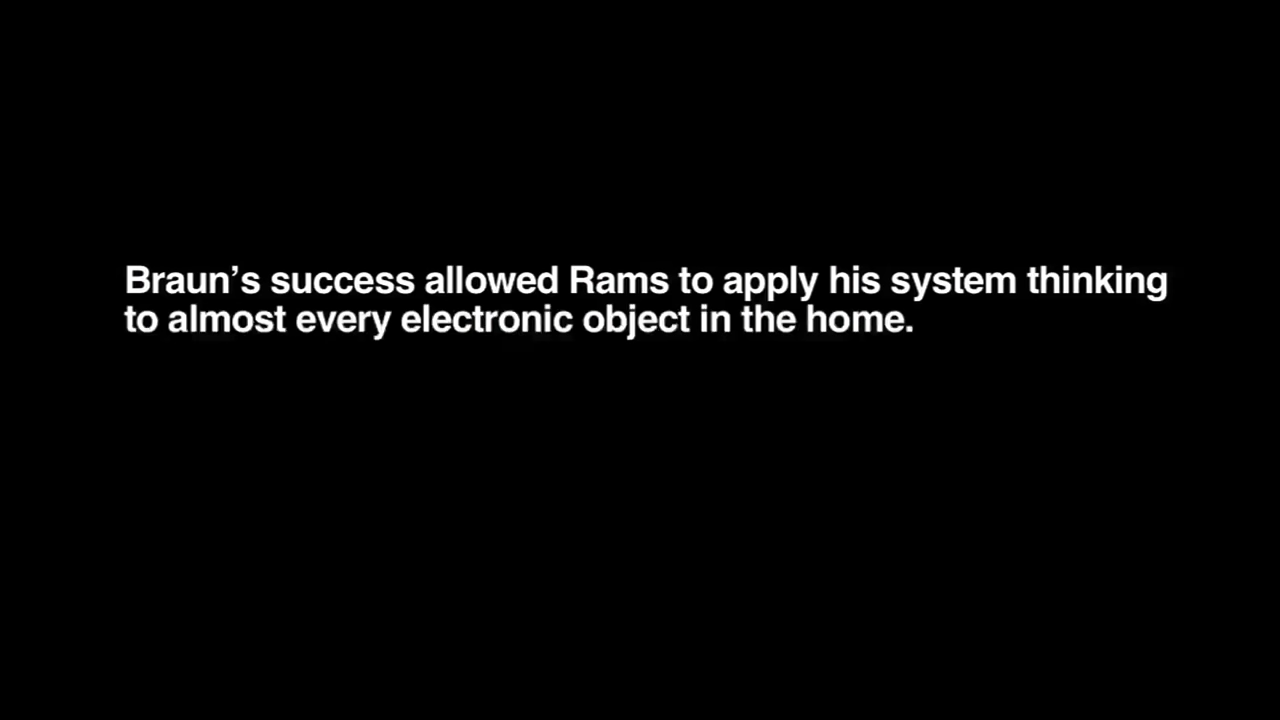 Braun’s success allowed Rams to apply his system thinking
to almost every electronic object in the home.